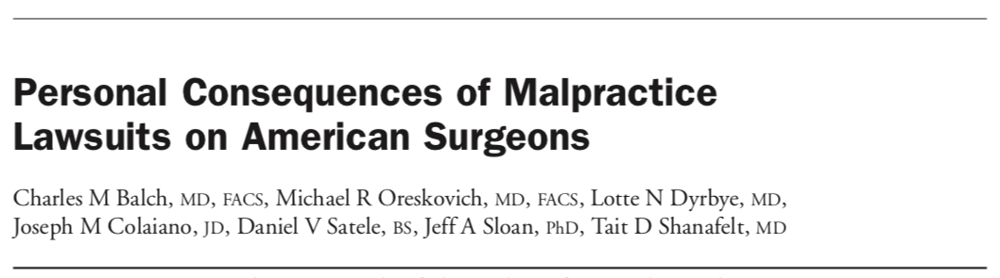 Personal Consequences of Malpractice
Lawsuits on American Surgeons
Charles M Balch, MD, FACS, Michael R Oreskovich, MD, FACS, Lotte N Dyrbye, MD,
Joseph M Colaiano, JD, Daniel V Satele, BS, Jeff A Sloan, PhD, Tait D Shanafelt, MD